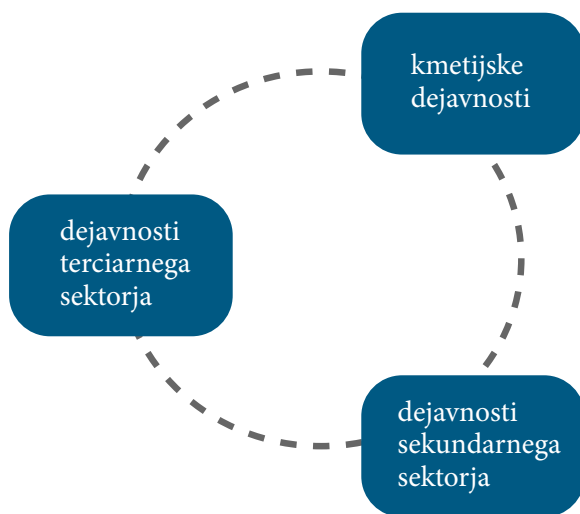 kmetijske
dejavnosti
dejavnosti
terciarnega
sektorja
dejavnosti
sekundarnega
sektorja